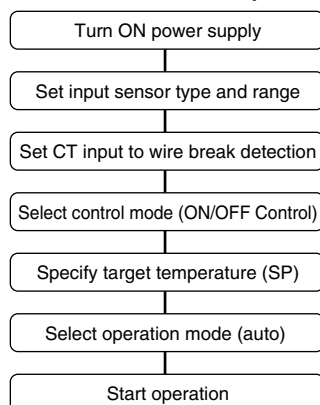 Turn ON power supply
Set input sensor type and range
Set CT input to wire break detection
Select control mode (ON/OFF Control)
Specify target temperature (SP)
Select operation mode (auto)
Start operation